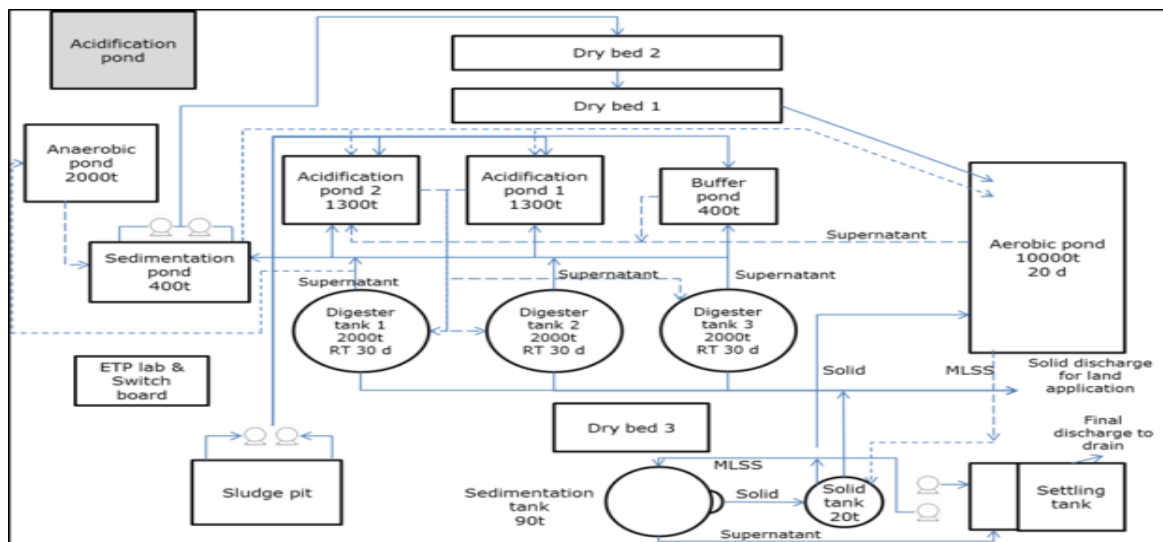 Acidification
pond
Dry bed 2
Dry bed 1
Anaerobic
pond
2000t
Acidification
pond 2
1300t
Acidification
pond 1
1300t
Buffer
pond
400t
Aerobic pond
10000t
20 d
Sedimentation
pond
400t
Supernatant
Supernatant
Supernatant
Supernatant
Digester
tank 1
2000t
RT 30 d
Digester
tank 2
2000t
RT 30 d
Digester
tank 3
2000t
RT 30 d
ETP lab &
Switch
board
Solid
MLSS
Solid discharge
for land
application
Dry bed 3
Final
discharge to
drain
Sludge pit
MLSS
Sedimentation
tank
90t
Solid
Solid
tank
20t
Settling
tank
Supernatant